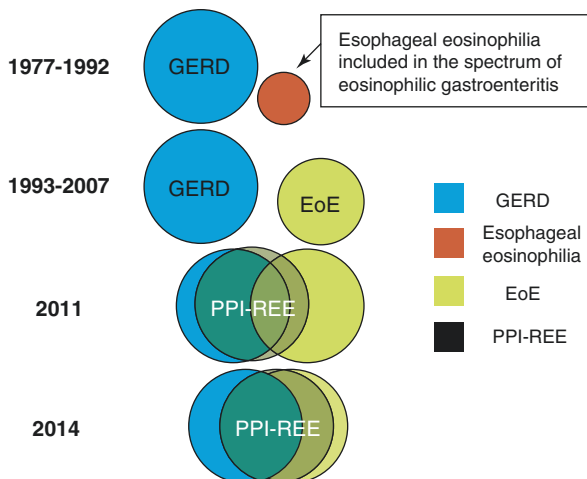 1977-1992
GERD
Esophageal eosinophilia
included in the spectrum of
eosinophilic gastroenteritis
1993-2007
GERD
EoE
GERD
Esophageal
eosinophilia
EoE
PPI-REE
2011
PPI-REE
2014
PPI-REE